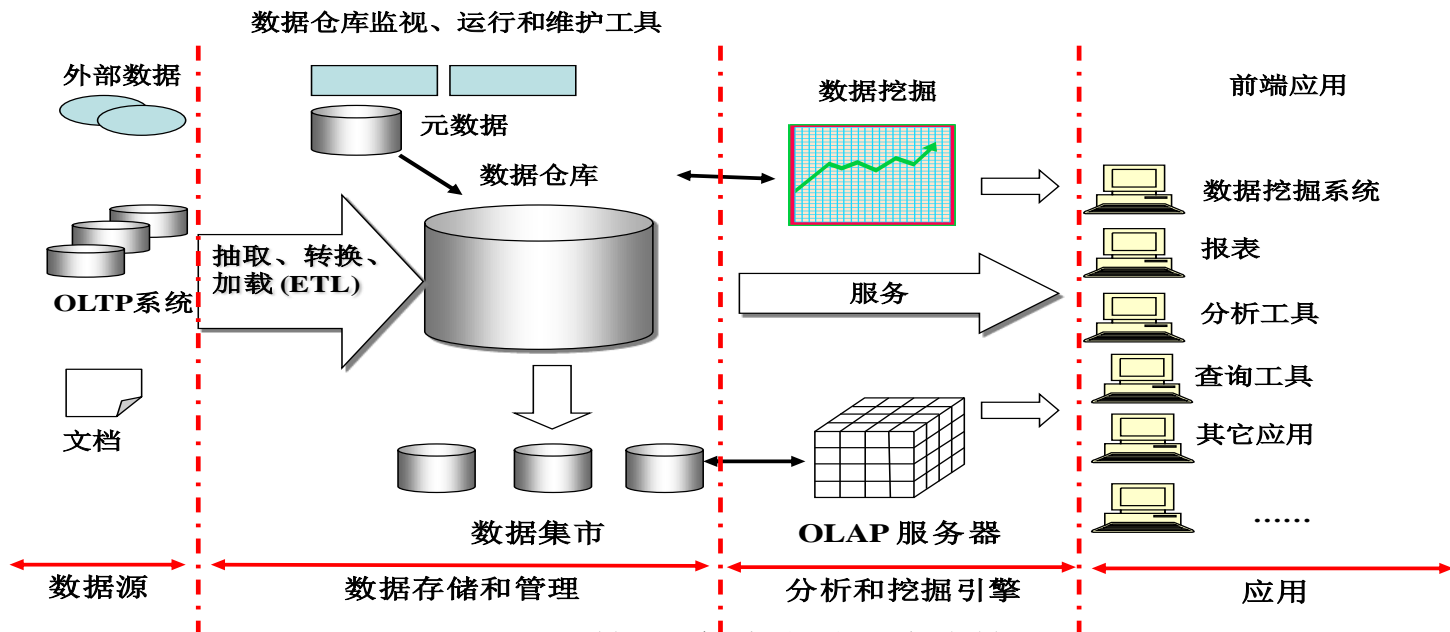 数据仓库监视、运行和维护工具
外部数据
元数据
数据仓库
数据挖掘
前端应用
抽取、转换、
加载 (ETL)
OLTP系统
文档
服务
数据集市
OLAP 服务器
数据挖掘系统
报表
分析工具
查询工具
其它应用
......
数据源
数据存储和管理
分析和挖掘引擎
应用